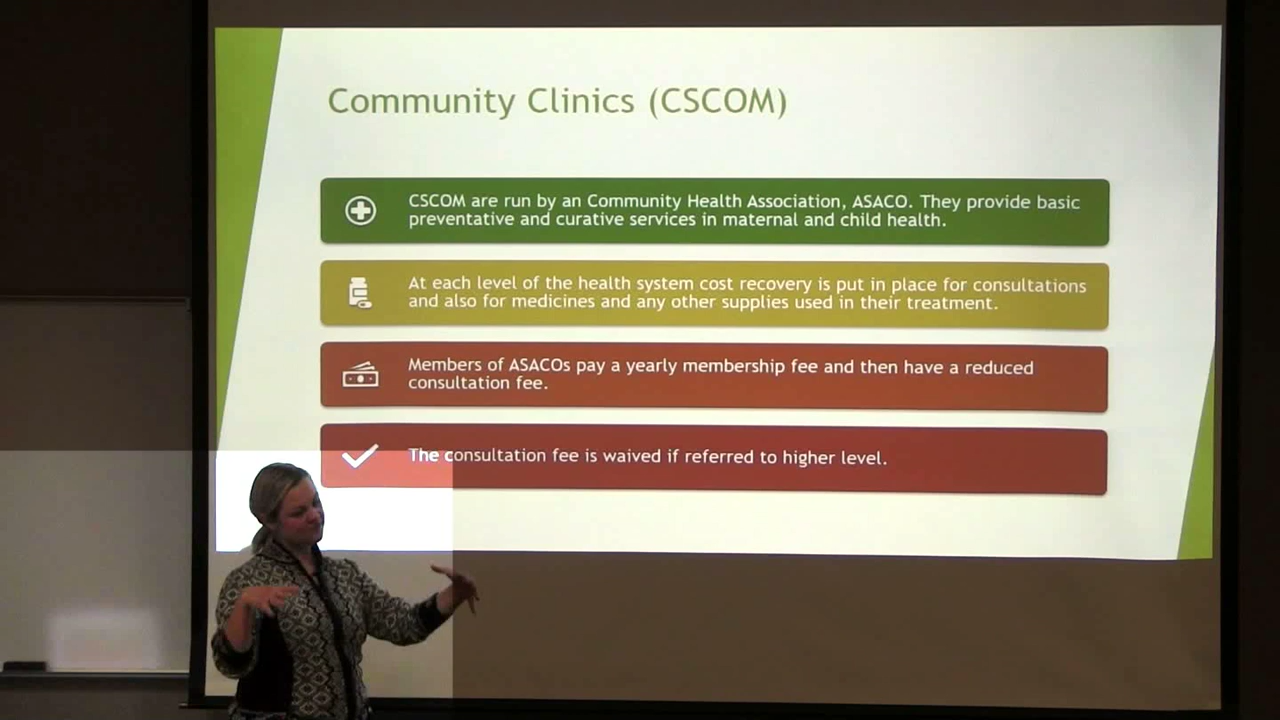 Community Clinics (CSCOM)
CSCOM are run by an Community Health Association, ASACO. They provide basic
preventative and curative services in maternal and child health.
At each level of the health system cost recovery is put in place for consultations
and also for medicines and any other supplies used in their treatment.
Members of ASACOs pay a yearly membership fee and then have a reduced
consultation fee.
The consultation fee is waived if referred to higher level.